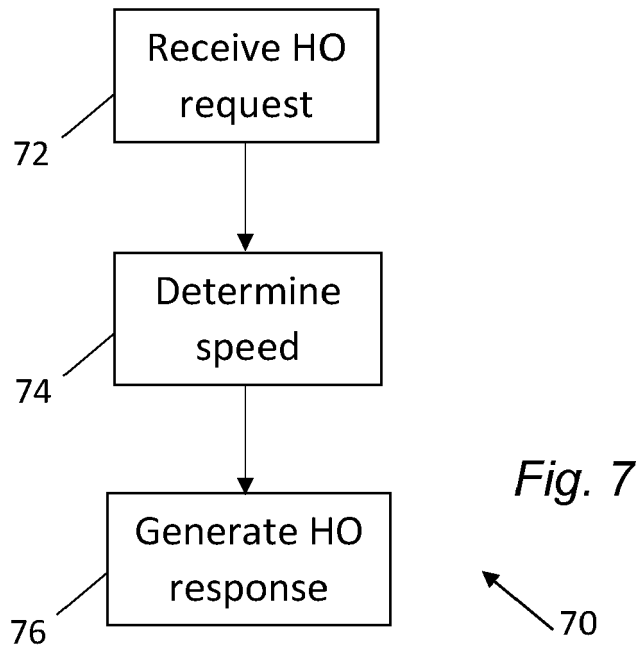 Receive HO
request
72
Determine
speed
74
Fig. 7
Generate HO
response
76
70